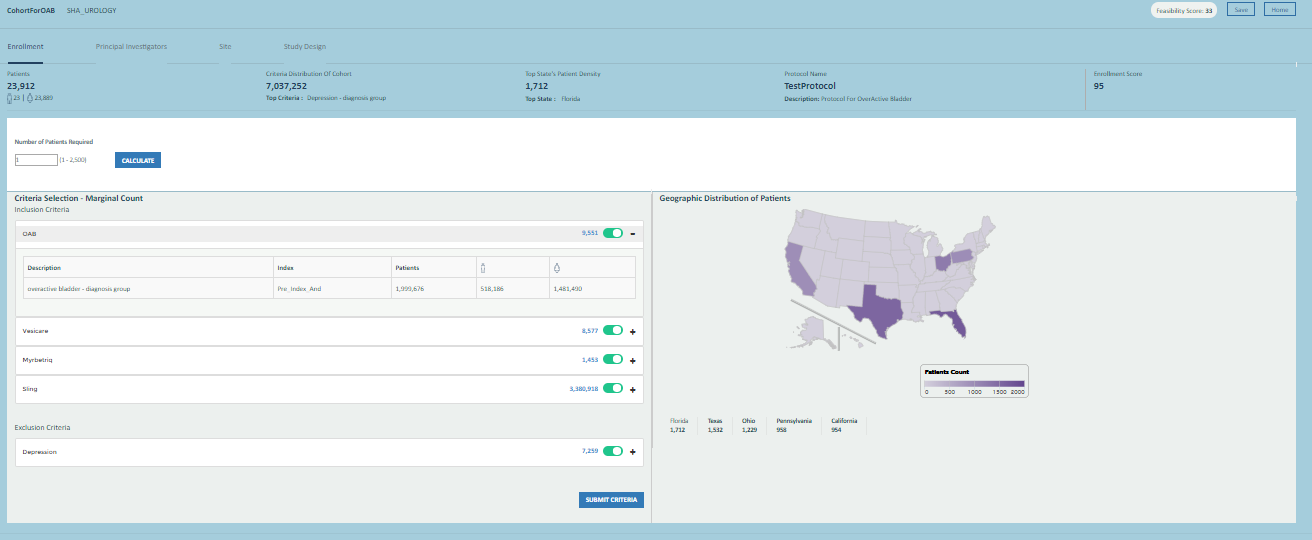 CohortForOAB SHA_UROLOGY Feasibility Score: 33 Save Home
Enrollment Principal Investigators Site Study Design
Patients Criteria Distribution Of Cohort Top State's Patient Density Protocol Name Enrollment Score
23,912 7,037,252 1,712 TestProtocol 95
23 | 23,889 Top Criteria : Depression - diagnosis group Top State : Florida Description: Protocol For OverActive Bladder
Number of Patients Required
1 (1 - 2,500) CALCULATE
Criteria Selection - Marginal Count
Inclusion Criteria
OAB 9,551 –
Description Index Patients
overactive bladder - diagnosis group Pre_Index_And 1,999,676 518,186 1,481,490
Vesicare 8,577 +
Myrbetriq 1,453 +
Sling 3,380,918 +
Exclusion Criteria
Depression 7,259 +
SUBMIT CRITERIA
Geographic Distribution of Patients
Patients Count
0 500 1000 1500 2000
Florida Texas Ohio Pennsylvania California
1,712 1,532 1,229 958 954